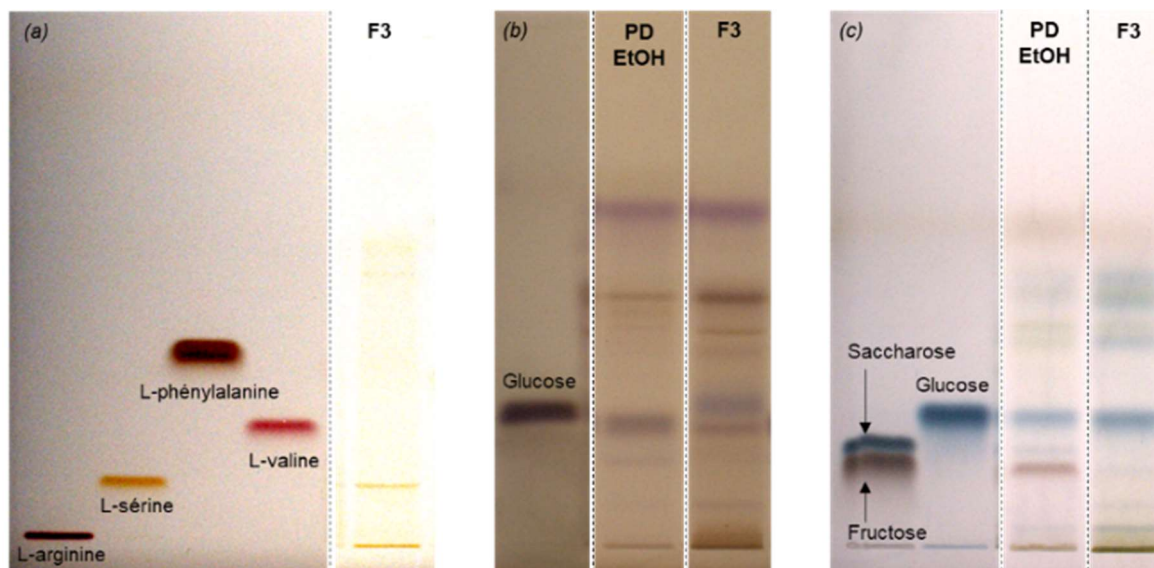 (a)
F3
L-phénylalanine
L-valine
L-sérine
L-arginine
(b)
PD
EtOH
F3
Glucose
(c)
PD
EtOH
F3
Saccharose
Glucose
Fructose